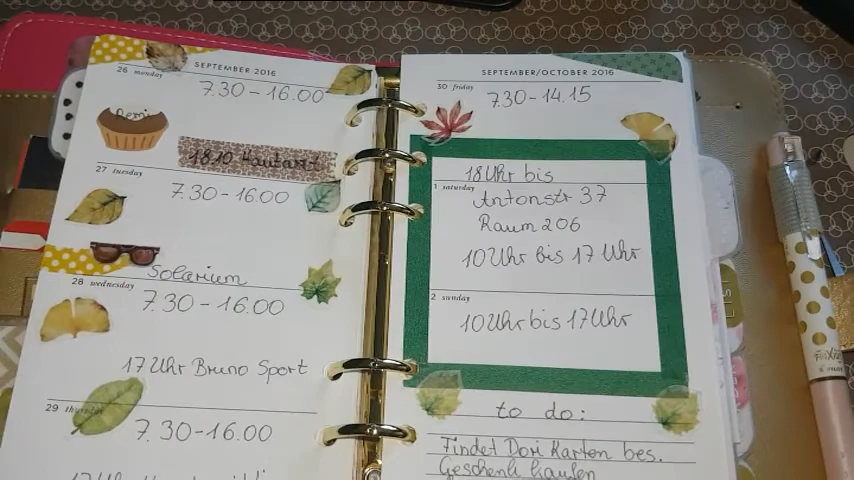 SEPTEMBER 2016
26 monday
7.30-16.00
18.10 Hautarzt
27 tuesday
7.30-16.00
Solarium
28 wednesday
7.30-16.00
17 Uhr Bruno Sport
29 thursday
7.30-16.00
SEPTEMBER/OCTOBER 2016
30 friday
7.30-14.15
18 Uhr bis
1 saturday
Antonstr 37
Raum 206
10 Uhr bis 17 Uhr
2 sunday
10 Uhr bis 17 Uhr
to do:
Findet Dori Karten bes.
Geschenk kaufen